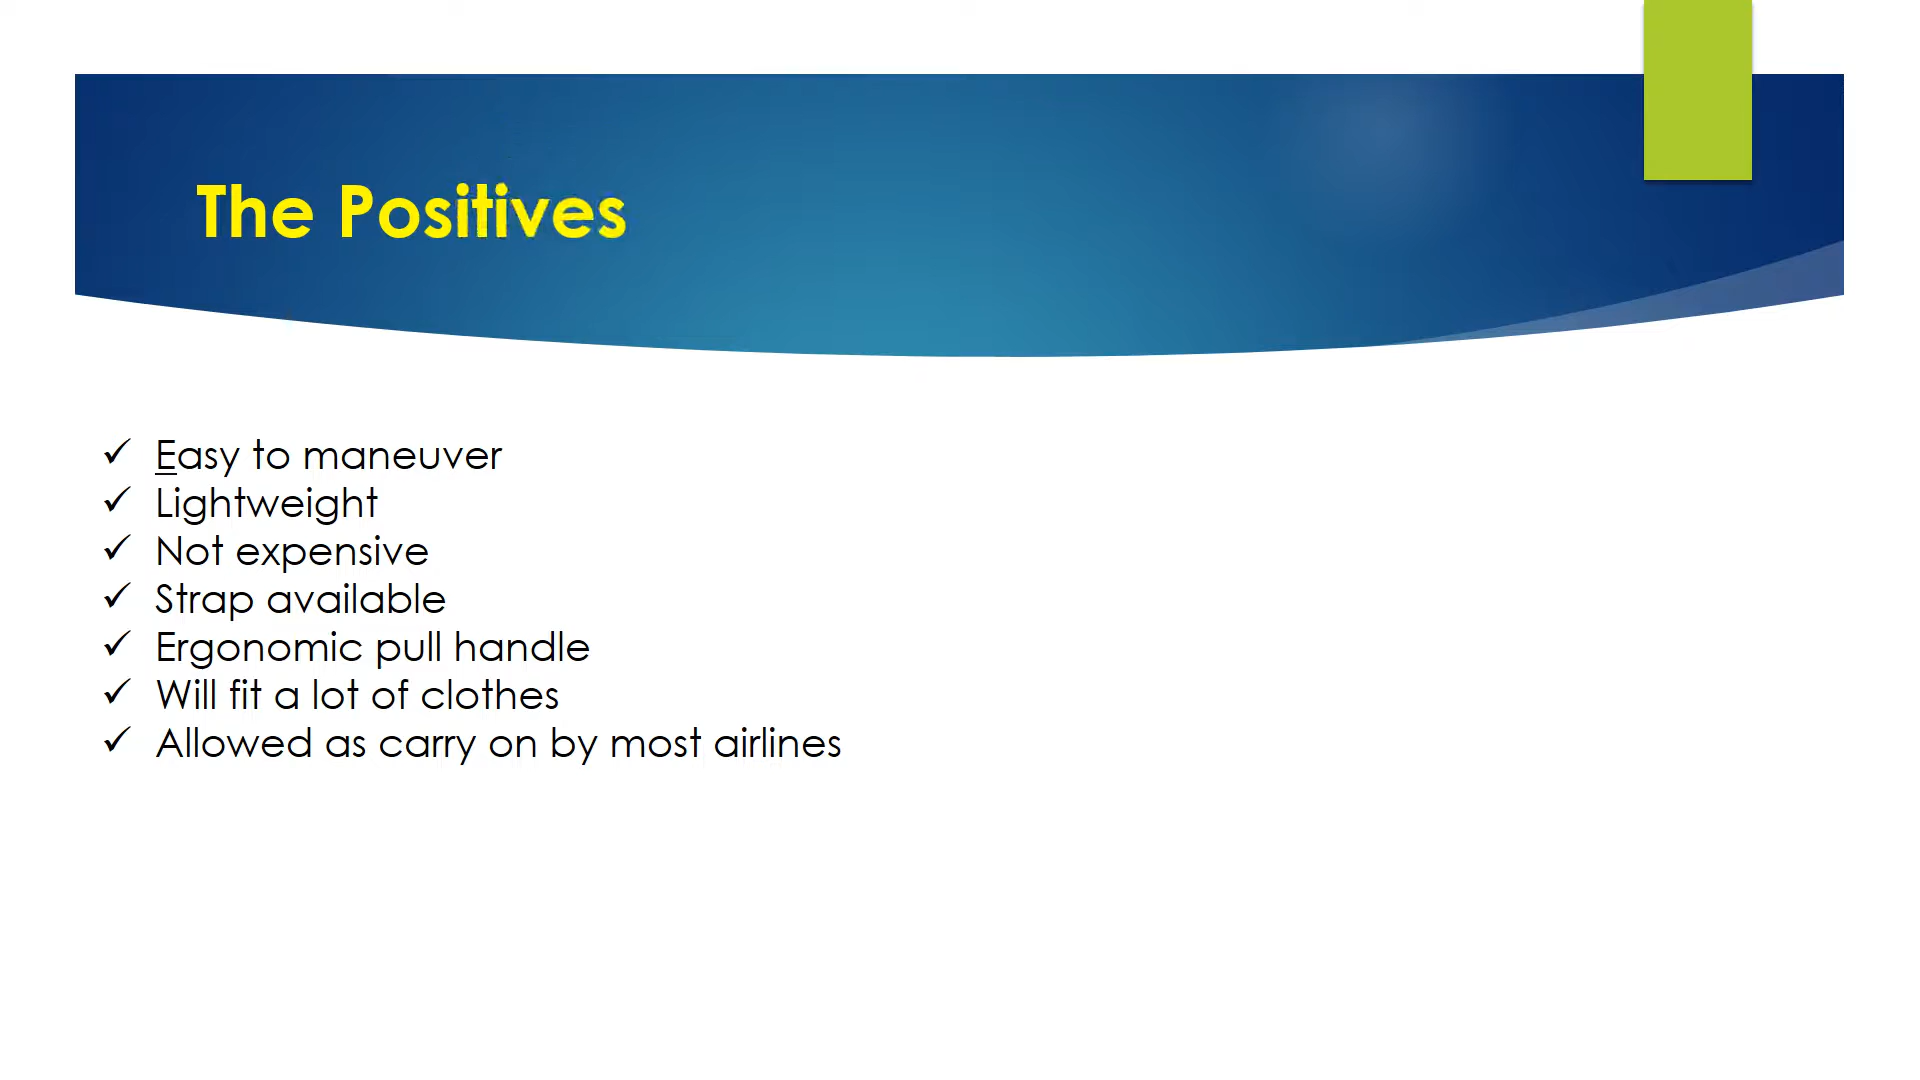 The Positives
✓ Easy to maneuver
✓ Lightweight
✓ Not expensive
✓ Strap available
✓ Ergonomic pull handle
✓ Will fit a lot of clothes
✓ Allowed as carry on by most airlines